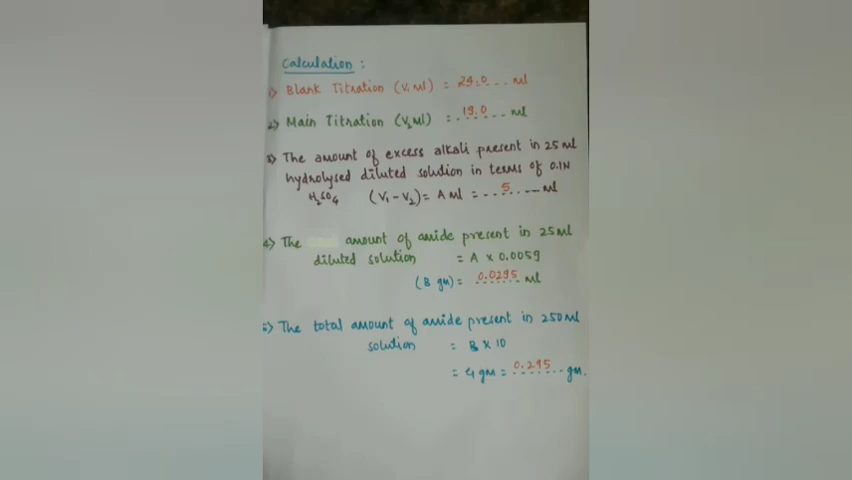 Calculation :
1) Blank Titration (V₁ ml) = 24.0 ... ml
2) Main Titration (V₂ ml) = . 19.0 .. ml
3) The amount of excess alkali present in 25 ml
hydrolysed diluted solution in terms of 0.1N
H₂SO₄ (V₁ - V₂) = A ml = ... 5 .... ml
4) The amount of amide present in 25 ml
diluted solution = A x 0.0059
(B gm) = 0.0295 ml
5) The total amount of amide present in 250 ml
solution = B x 10
= G gm = 0.295 .. gm.